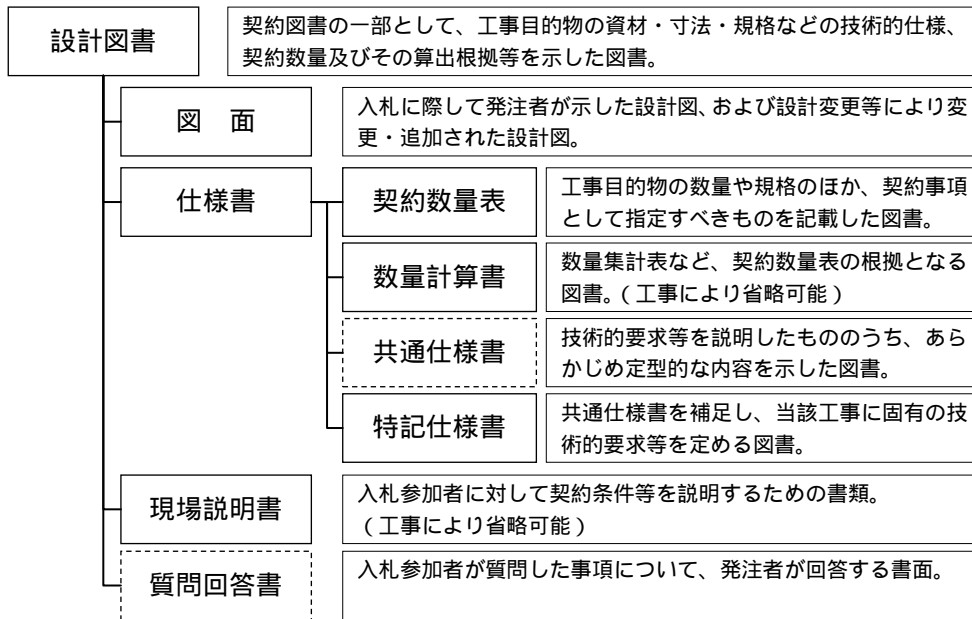 設計図書
契約図書の一部として、工事目的物の資材・寸法・規格などの技術的仕様、
契約数量及びその算出根拠等を示した図書。
図　面
入札に際して発注者が示した設計図、および設計変更等により変
更・追加された設計図。
仕様書
契約数量表
工事目的物の数量や規格のほか、契約事項
として指定すべきものを記載した図書。
数量計算書
数量集計表など、契約数量表の根拠となる
図書。(工事により省略可能)
共通仕様書
技術的要求等を説明したもののうち、あら
かじめ定型的な内容を示した図書。
特記仕様書
共通仕様書を補足し、当該工事に固有の技
術的要求等を定める図書。
現場説明書
入札参加者に対して契約条件等を説明するための書類。
(工事により省略可能)
質問回答書
入札参加者が質問した事項について、発注者が回答する書面。